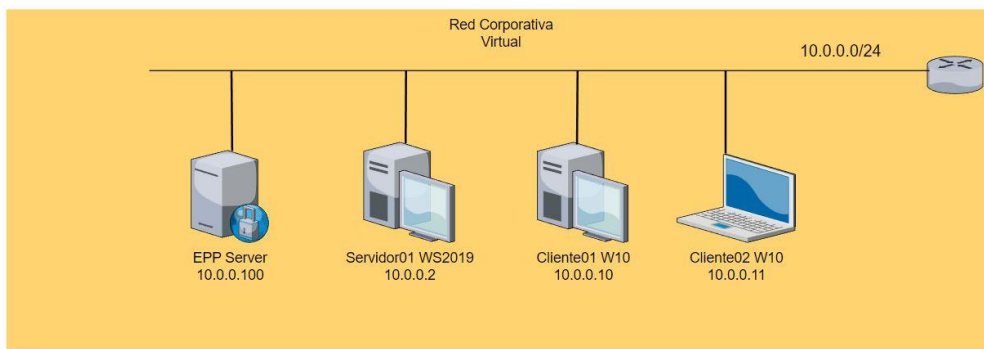 Red Corporativa
Virtual
10.0.0.0/24
EPP Server
10.0.0.100
Servidor01 WS2019
10.0.0.2
Cliente01 W10
10.0.0.10
Cliente02 W10
10.0.0.11